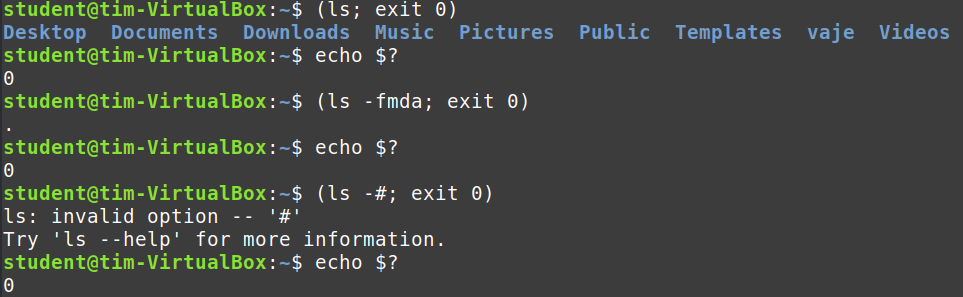 student@tim-VirtualBox:~$ (ls; exit 0)
Desktop  Documents  Downloads  Music  Pictures  Public  Templates  vaje  Videos
student@tim-VirtualBox:~$ echo $?
0
student@tim-VirtualBox:~$ (ls -fmda; exit 0)
.
student@tim-VirtualBox:~$ echo $?
0
student@tim-VirtualBox:~$ (ls -#; exit 0)
ls: invalid option -- '#'
Try 'ls --help' for more information.
student@tim-VirtualBox:~$ echo $?
0